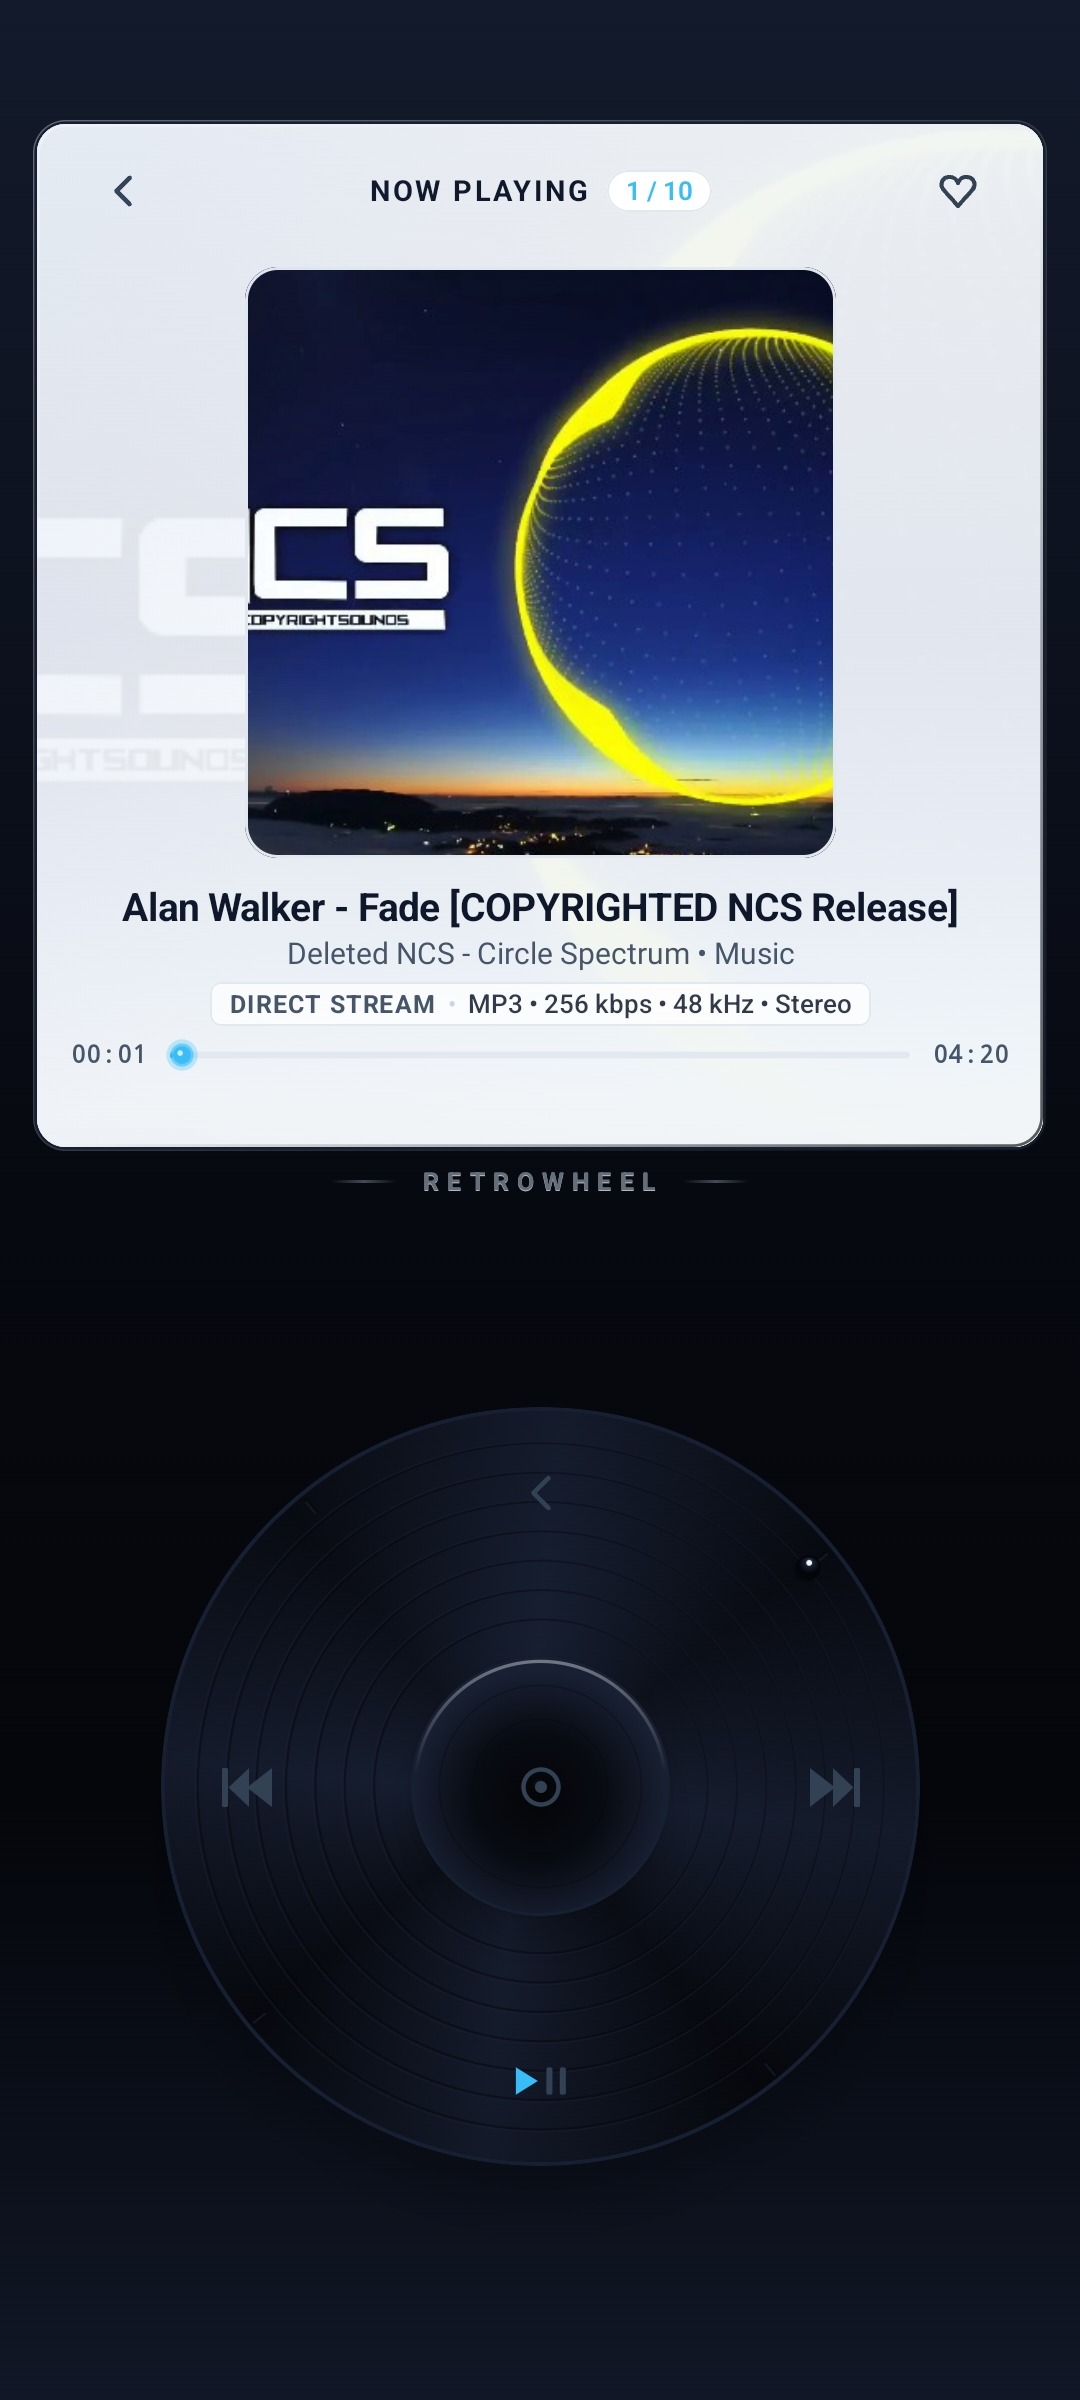 NOW PLAYING 1 / 10
CS
COPYRIGHTSOUNDS
GHTSOUNDS
Alan Walker - Fade [COPYRIGHTED NCS Release]
Deleted NCS - Circle Spectrum • Music
DIRECT STREAM • MP3 • 256 kbps • 48 kHz • Stereo
00:01 04:20
RETROWHEEL